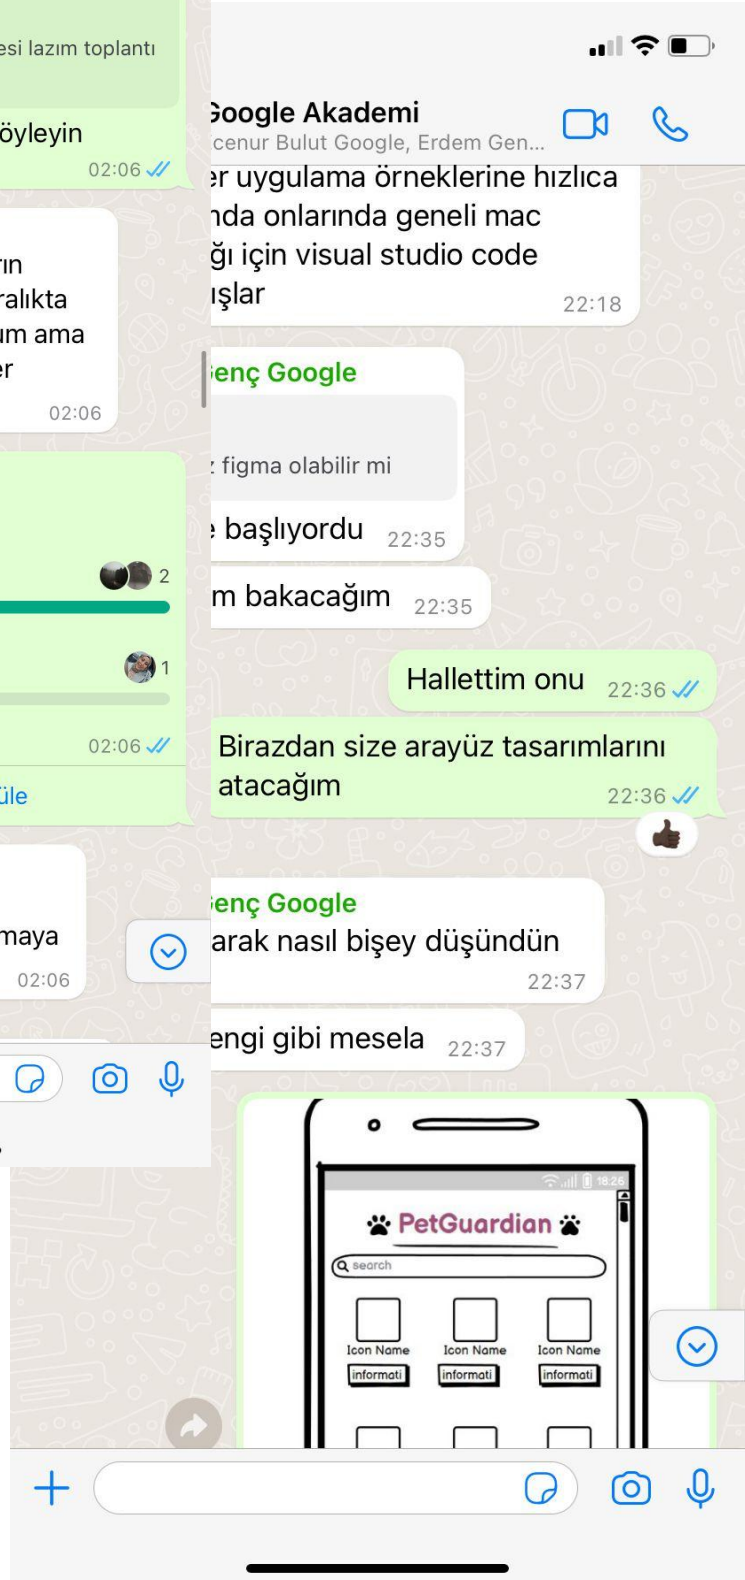 esi lazım toplantı
öyleyin
02:06
ralıkta
um ama
02:06
2
1
02:06
üle
maya
02:06
Google Akademi
cenur Bulut Google, Erdem Gen...
er uygulama örneklerine hızlıca
nda onlarında geneli mac
ğı için visual studio code
ışlar
22:18
enç Google
z figma olabilir mi
e başlıyordu 22:35
m bakacağım 22:35
Hallettim onu 22:36
Birazdan size arayüz tasarımlarını
atacağım 22:36
enç Google
arak nasıl bişey düşündün
22:37
engi gibi mesela 22:37
18:26
PetGuardian
search
Icon Name Icon Name Icon Name
informati informati informati